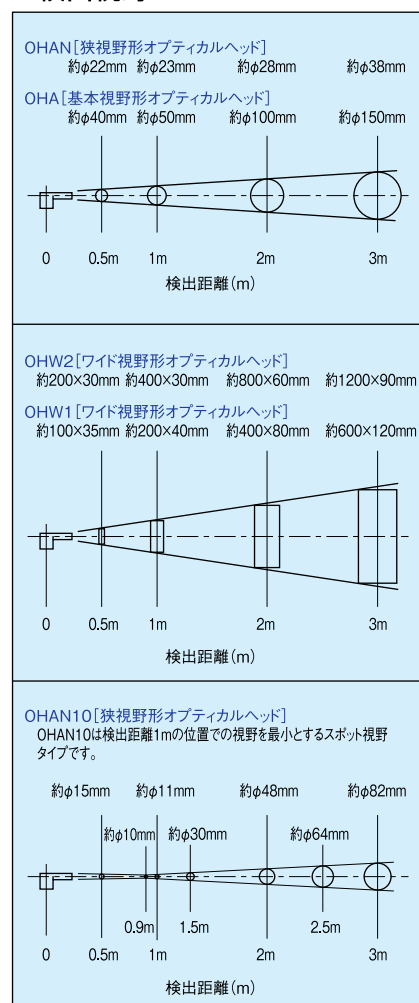 OHAN[狭視野形オプティカルヘッド]
約φ22mm 約φ23mm 約φ28mm 約φ38mm
OHA[基本視野形オプティカルヘッド]
約φ40mm 約φ50mm 約φ100mm 約φ150mm
0 0.5m 1m 2m 3m
検出距離(m)
OHW2[ワイド視野形オプティカルヘッド]
約200×30mm 約400×30mm 約800×60mm 約1200×90mm
OHW1[ワイド視野形オプティカルヘッド]
約100×35mm 約200×40mm 約400×80mm 約600×120mm
0 0.5m 1m 2m 3m
検出距離(m)
OHAN10[狭視野形オプティカルヘッド]
OHAN10は検出距離1mの位置での視野を最小とするスポット視野
タイプです。
約φ15mm 約φ11mm 約φ48mm 約φ82mm
約φ10mm 約φ30mm 約φ64mm
0.9m 1.5m 2.5m
0 0.5m 1m 2m 3m
検出距離(m)